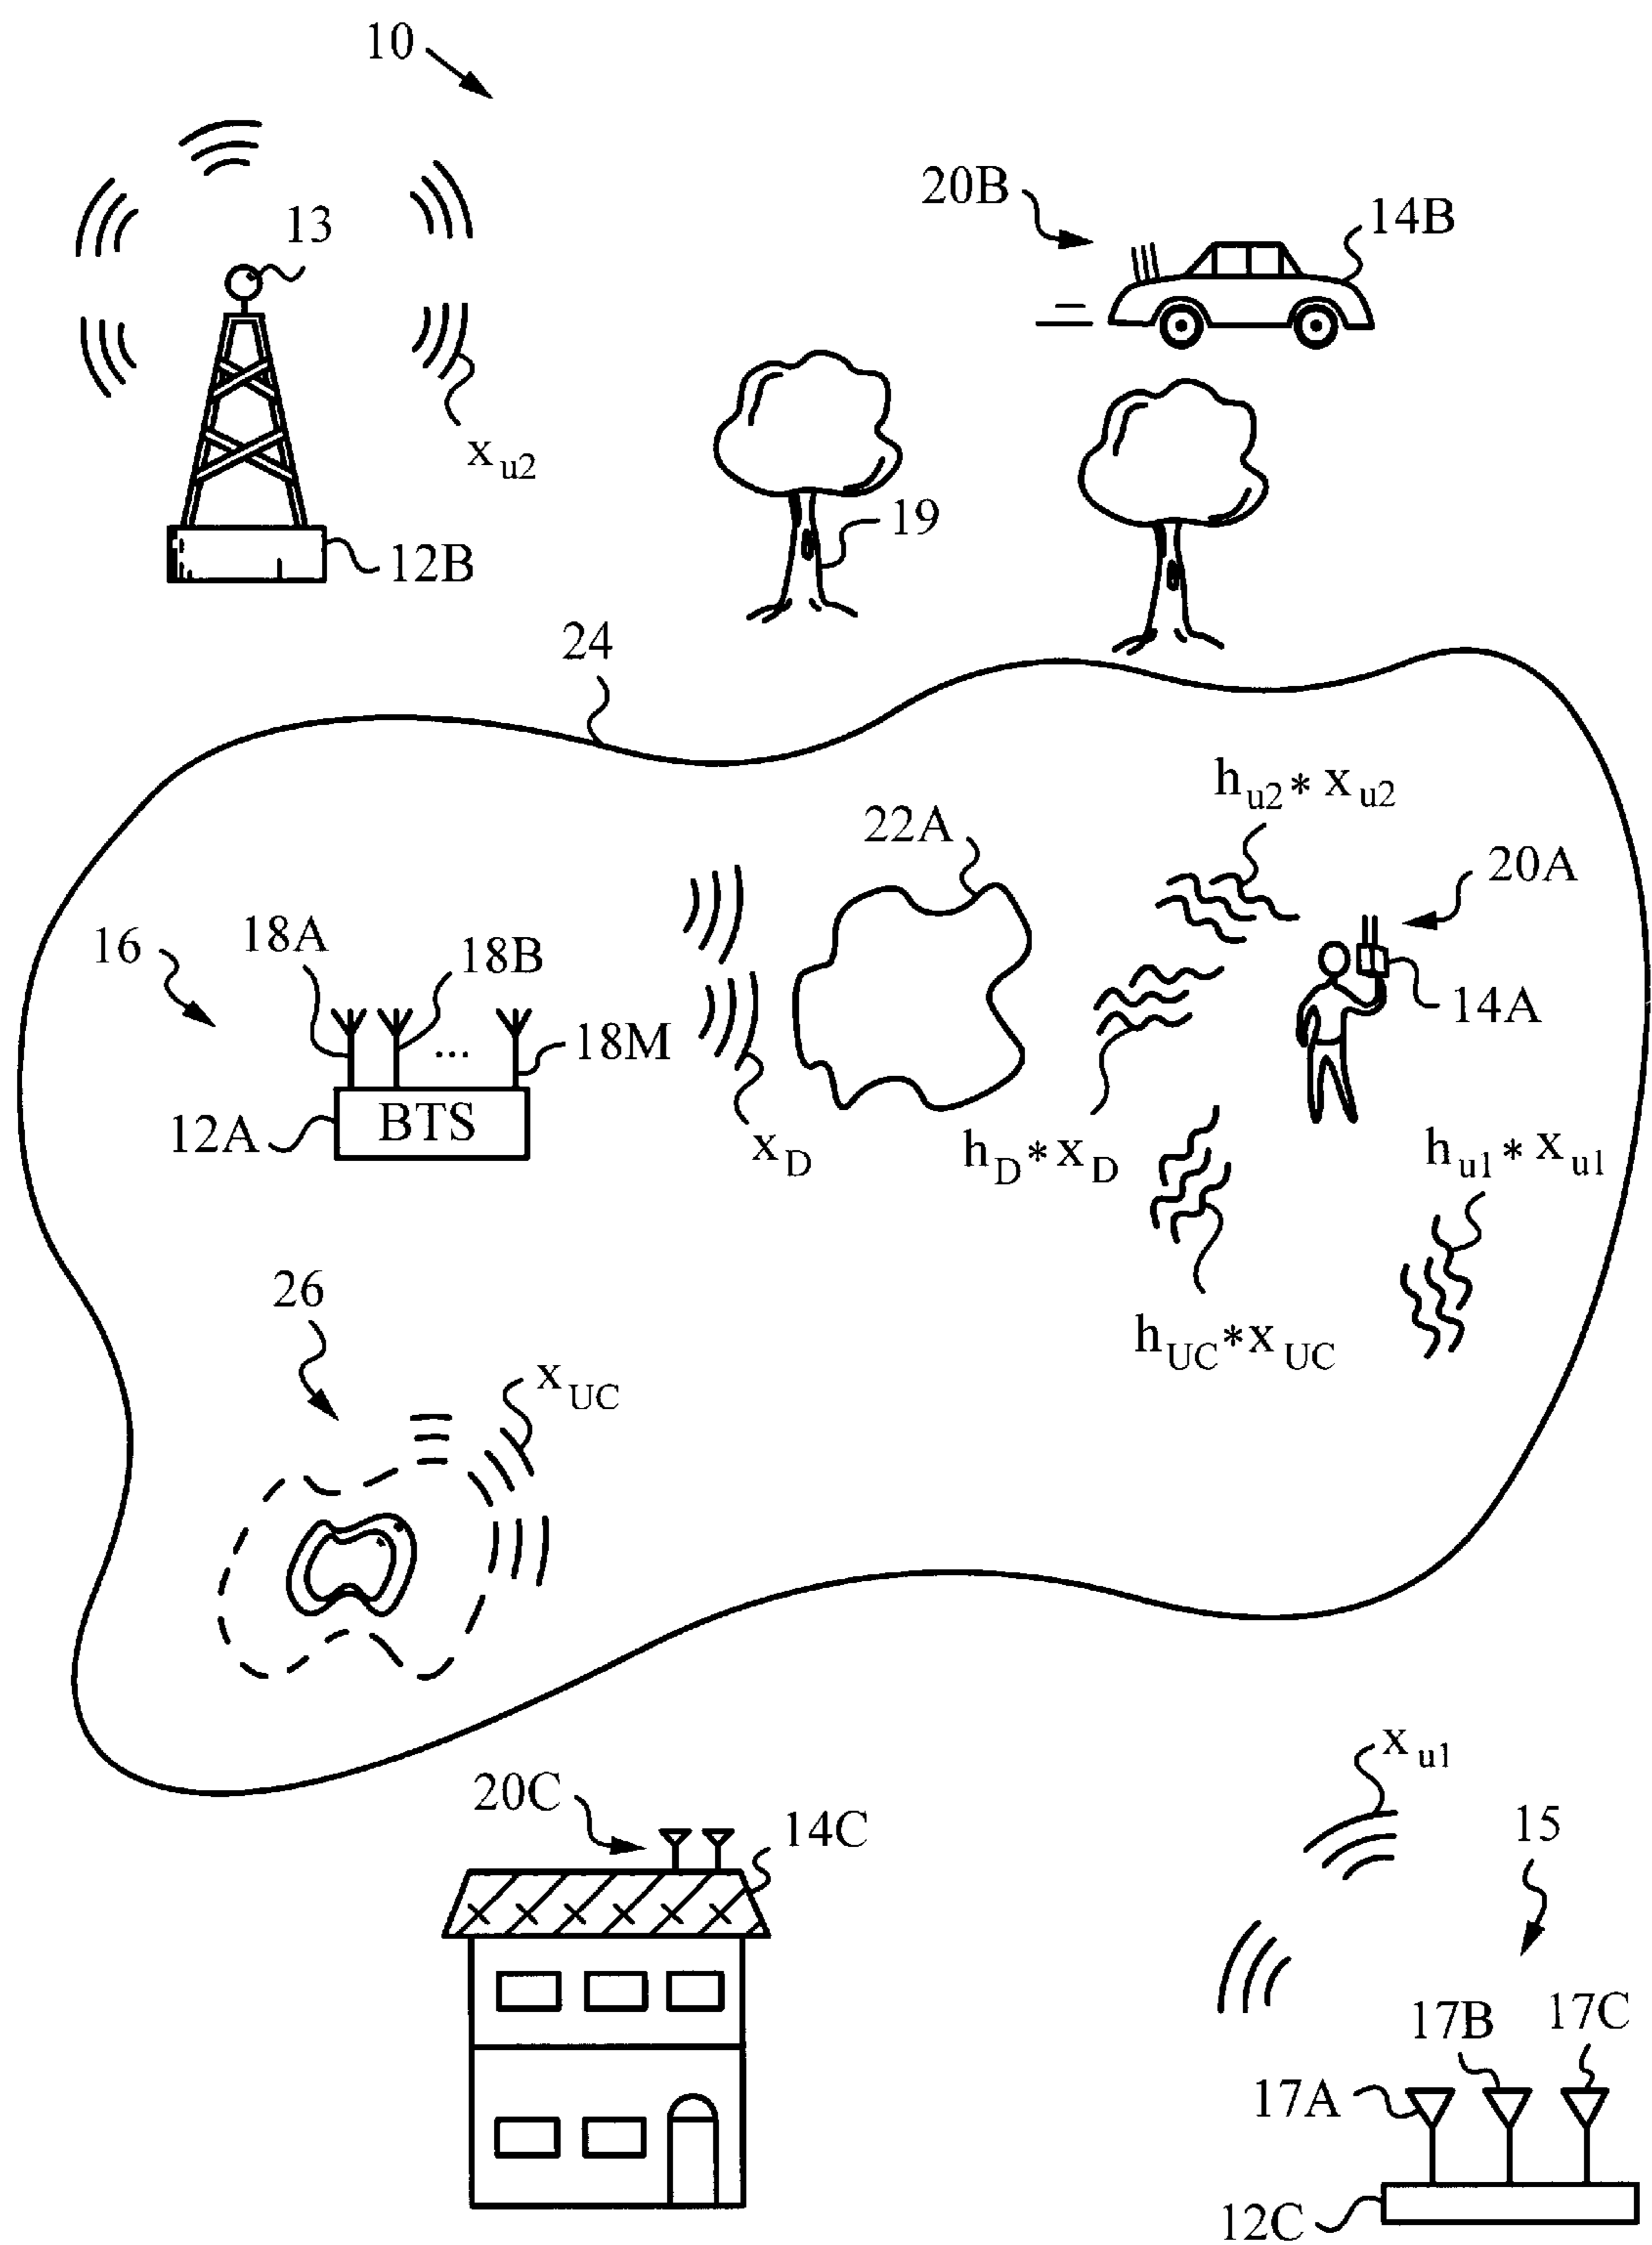 10
20B
14B
13
x u2
19
12B
24
h u2 * x u2
22A
20A
16
18A
18B
14A
18M
BTS
12A
x D
h D * x D
h u1 * x u1
26
h UC * x UC
x UC
x u1
20C
14C
15
17B
17C
17A
12C